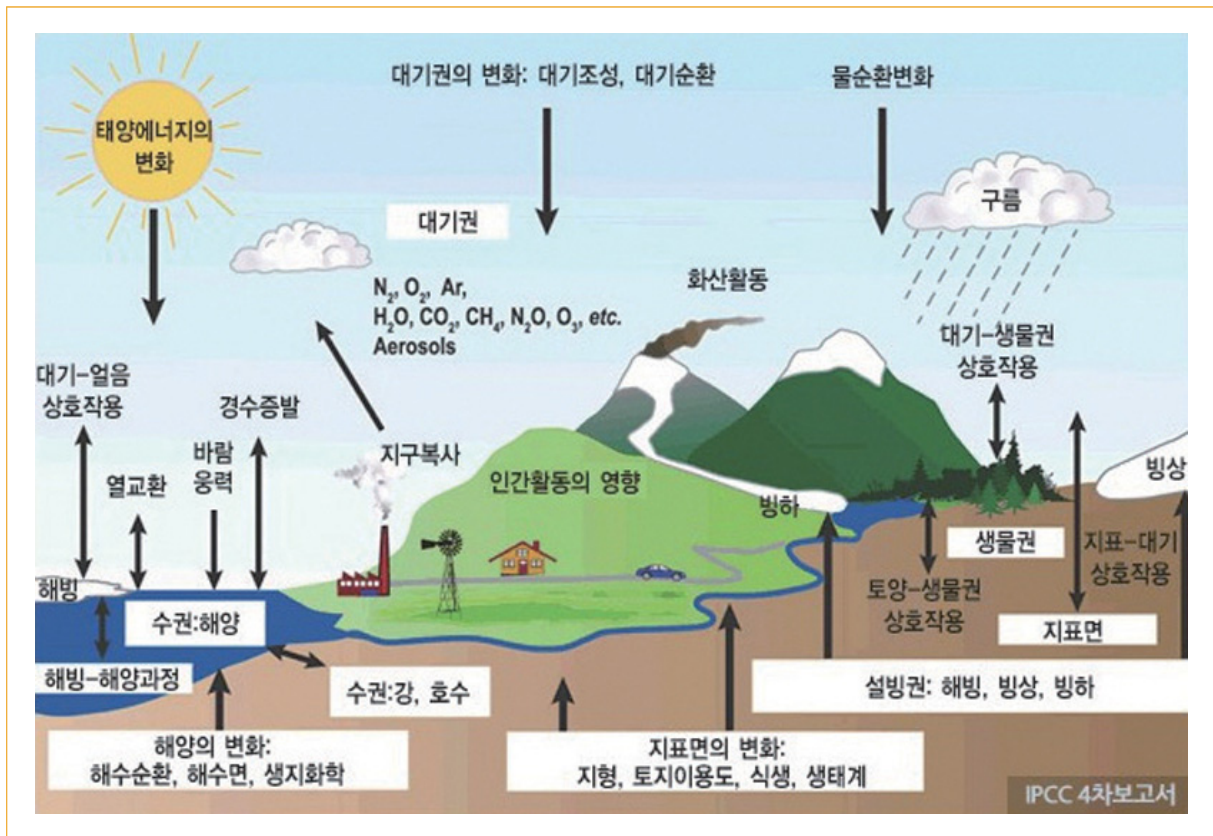 대기권의 변화: 대기조성, 대기순환
물순환변화
태양에너지의
변화
구름
대기권
화산활동
N₂, O₂, Ar,
H₂O, CO₂, CH₄, N₂O, O₃, etc.
Aerosols
대기-생물권
상호작용
대기-얼음
상호작용
경수증발
바람
웅력
열교환
지구복사
인간활동의 영향
빙하
빙상
생물권
지표-대기
상호작용
토양-생물권
상호작용
지표면
해빙
수권:해양
해빙-해양과정
수권:강, 호수
설빙권: 해빙, 빙상, 빙하
해양의 변화:
해수순환, 해수면, 생지화학
지표면의 변화:
지형, 토지이용도, 식생, 생태계
IPCC 4차보고서